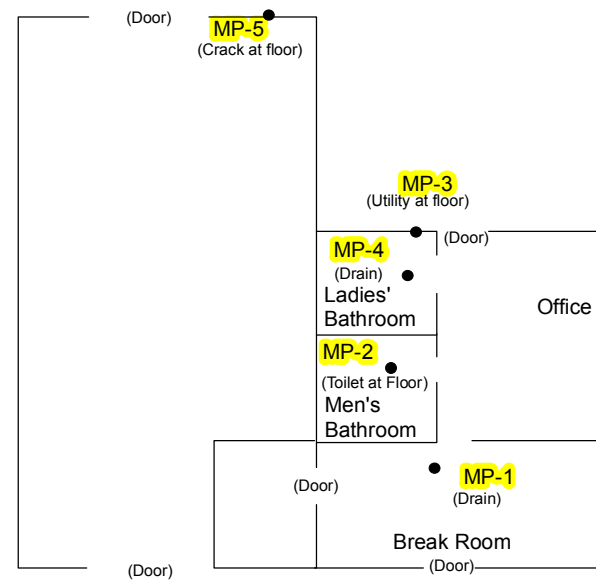 (Door)
MP-5
(Crack at floor)
MP-3
(Utility at floor)
(Door)
MP-4
(Drain)
Ladies'
Bathroom
Office
MP-2
(Toilet at Floor)
Men's
Bathroom
MP-1
(Drain)
(Door)
Break Room
(Door)
(Door)